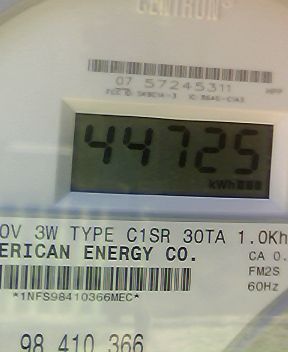 CENTRON®
07 57245311
44725
kWh
0V 3W TYPE C1SR 30TA 1.0Kh
ERICAN ENERGY CO.
CA 0.
FM2S
60Hz
*1NFS98410366MEC*
98 410 366